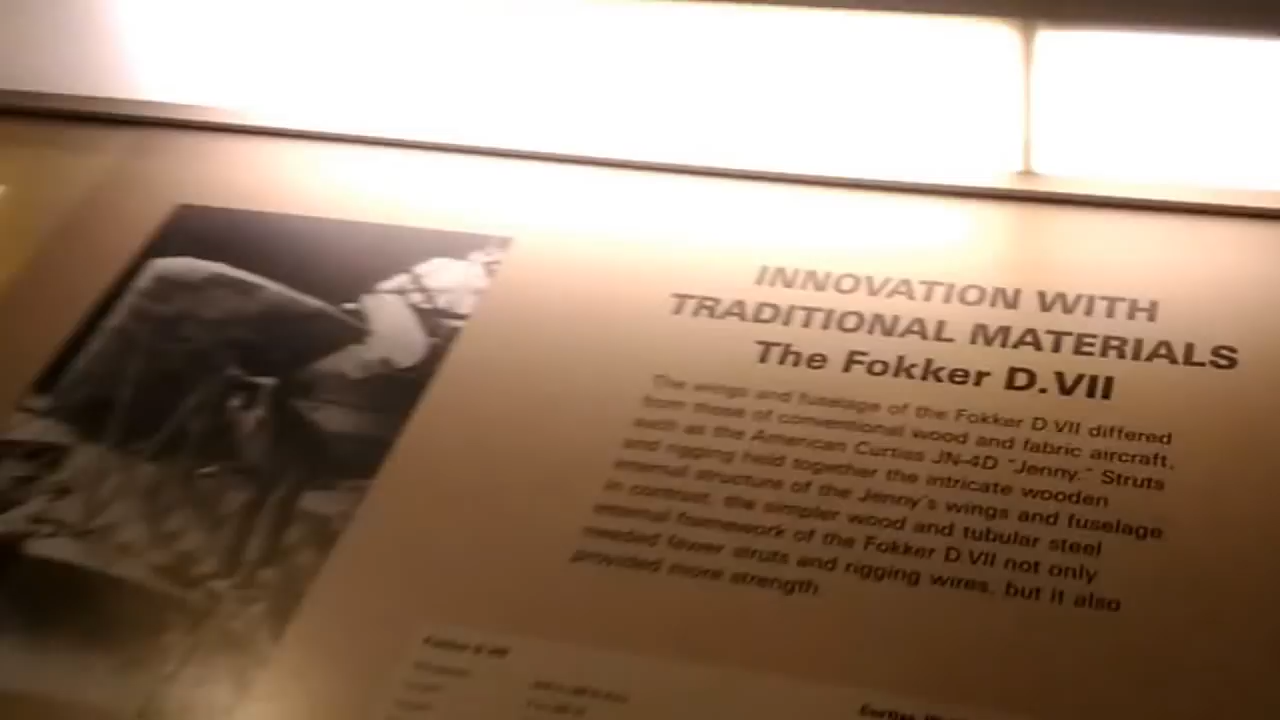 INNOVATION WITH
TRADITIONAL MATERIALS
The Fokker D.VII
The wings and fuselage of the Fokker D.VII differed
from those of conventional wood and fabric aircraft,
such as the American Curtiss JN-4D "Jenny." Struts
and rigging held together the intricate wooden
internal structure of the Jenny's wings and fuselage.
In contrast, the simpler wood and tubular steel
internal framework of the Fokker D.VII not only
needed fewer struts and rigging wires, but it also
provided more strength.
Fokker D.VII
Curtiss